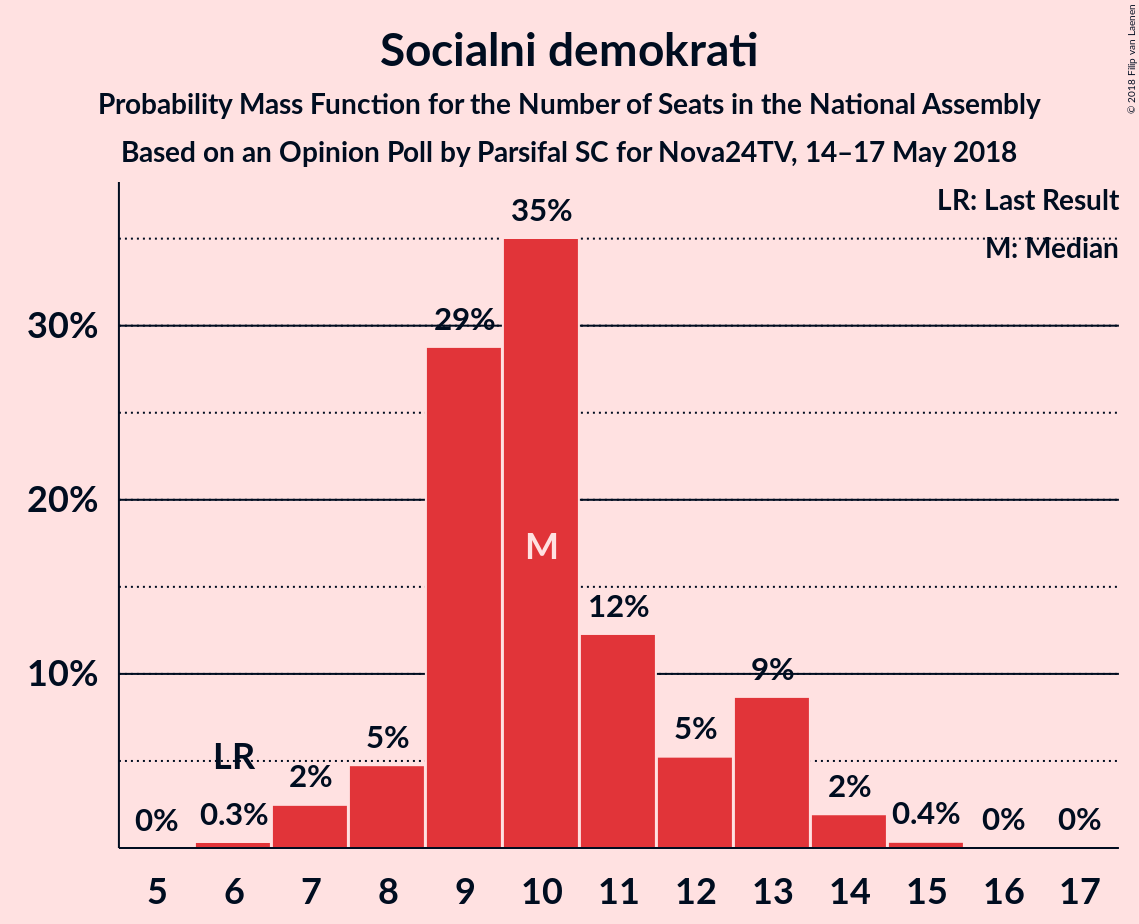 Socialni demokrati
Probability Mass Function for the Number of Seats in the National Assembly
Based on an Opinion Poll by Parsifal SC for Nova24TV, 14–17 May 2018
© 2018 Filip van Laenen
LR: Last Result
M: Median
30%
20%
10%
0%
0.3%
LR
2%
5%
29%
35%
M
12%
5%
9%
2%
0.4%
0%
0%
5 6 7 8 9 10 11 12 13 14 15 16 17